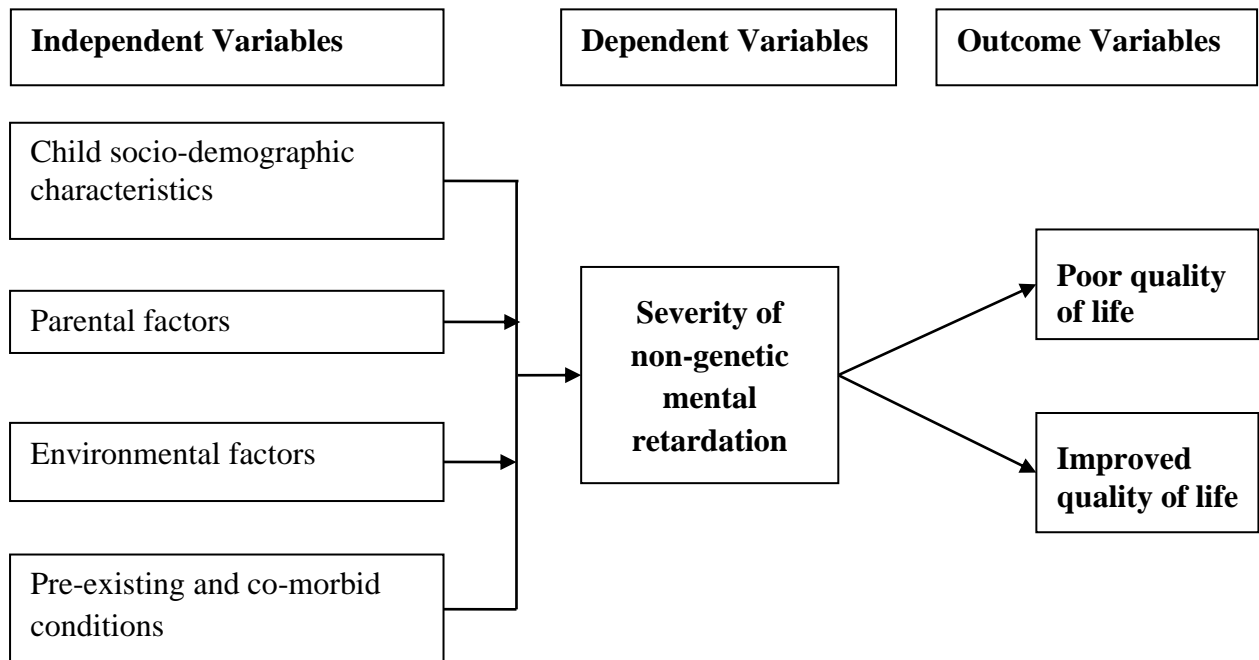 Independent Variables
Dependent Variables
Outcome Variables
Child socio-demographic
characteristics
Parental factors
Environmental factors
Pre-existing and co-morbid
conditions
Severity of
non-genetic
mental
retardation
Poor quality
of life
Improved
quality of life